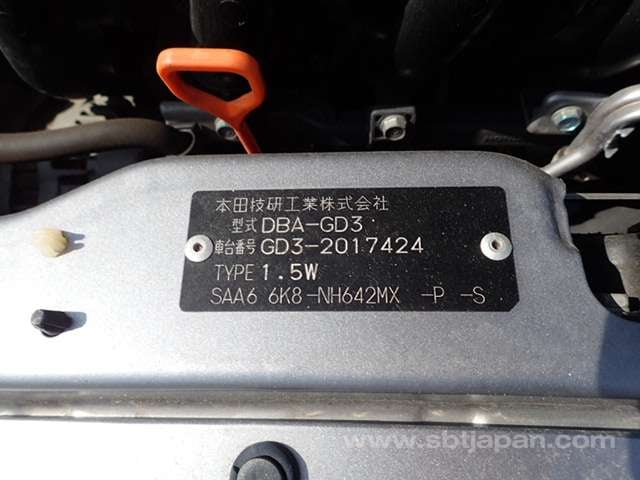 本田技研工業株式会社
型式 DBA-GD3
車台番号 GD3-2017424
TYPE 1.5W
SAA6 6K8-NH642MX -P -S
www.sbtjapan.com